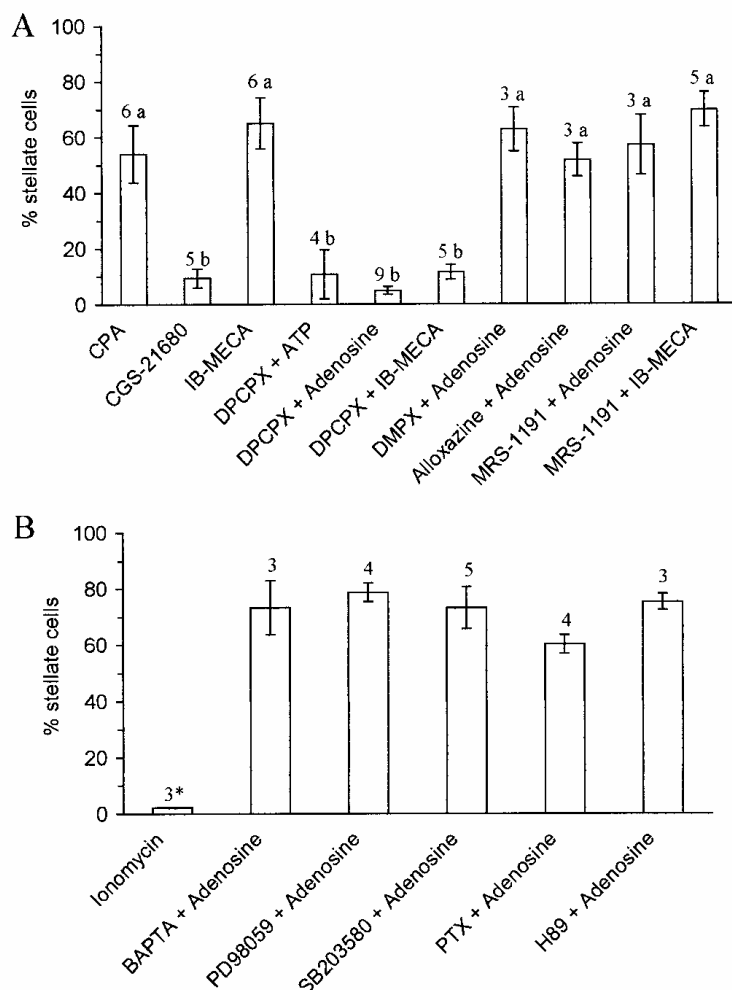 A
100
80
60
40
20
0
% stellate cells
6 a
5 b
6 a
4 b
9 b
5 b
3 a
3 a
3 a
5 a
CPA
CGS-21680
IB-MECA
DPCPX + ATP
DPCPX + Adenosine
DPCPX + IB-MECA
DMPX + Adenosine
Alloxazine + Adenosine
MRS-1191 + Adenosine
MRS-1191 + IB-MECA
B
100
80
60
40
20
0
% stellate cells
3*
3
4
5
4
3
Ionomycin
BAPTA + Adenosine
PD98059 + Adenosine
SB203580 + Adenosine
PTX + Adenosine
H89 + Adenosine